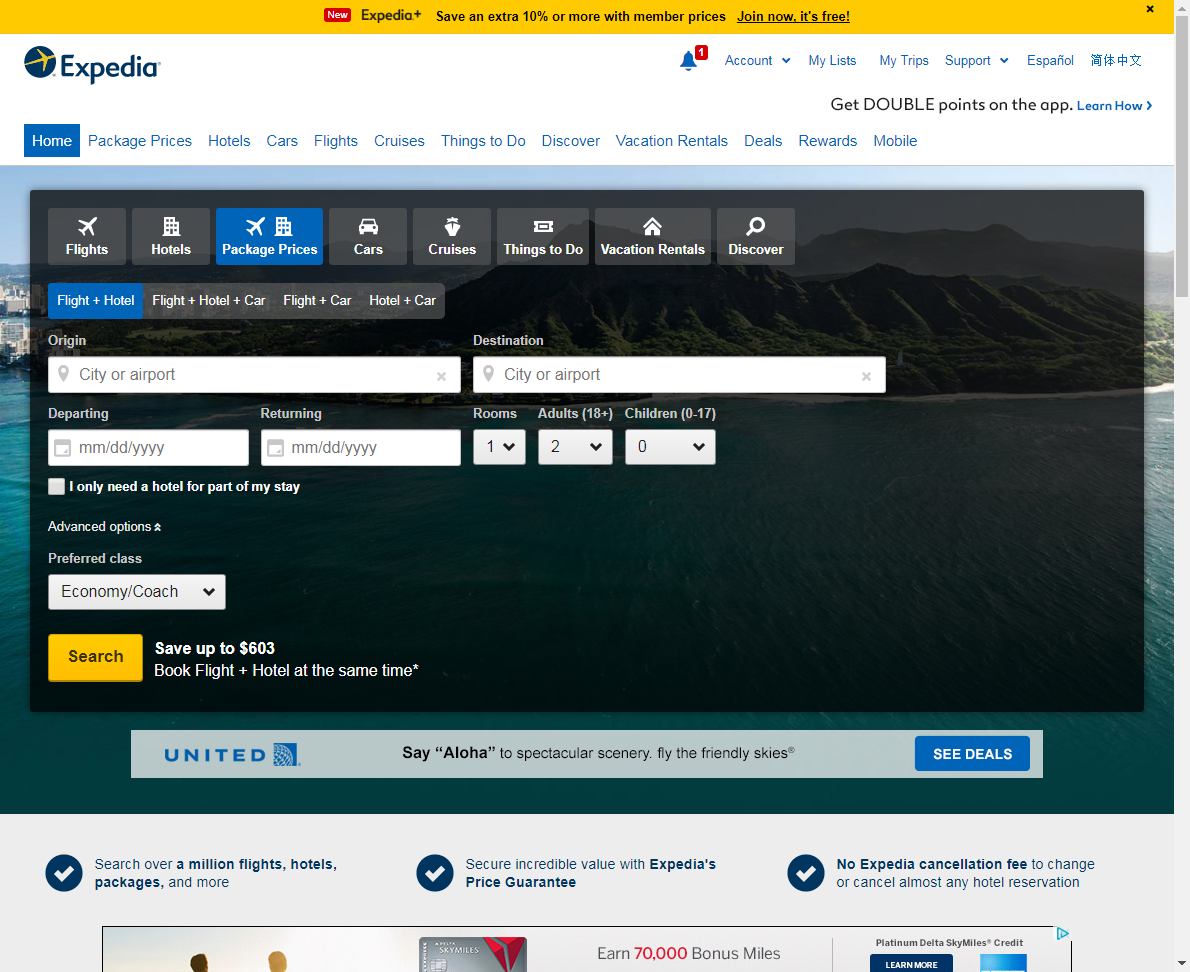 New Expedia+ Save an extra 10% or more with member prices Join now, it's free!
Expedia
1 Account My Lists My Trips Support Español 简体中文
Get DOUBLE points on the app. Learn How
Home Package Prices Hotels Cars Flights Cruises Things to Do Discover Vacation Rentals Deals Rewards Mobile
Flights Hotels Package Prices Cars Cruises Things to Do Vacation Rentals Discover
Flight + Hotel Flight + Hotel + Car Flight + Car Hotel + Car
Origin Destination
City or airport City or airport
Departing Returning Rooms Adults (18+) Children (0-17)
mm/dd/yyyy mm/dd/yyyy 1 2 0
I only need a hotel for part of my stay
Advanced options
Preferred class
Economy/Coach
Search
Save up to $603
Book Flight + Hotel at the same time*
UNITED Say “Aloha” to spectacular scenery. fly the friendly skies® SEE DEALS
Search over a million flights, hotels,
packages, and more
Secure incredible value with Expedia's
Price Guarantee
No Expedia cancellation fee to change
or cancel almost any hotel reservation
DELTA
SKYMILES
Earn 70,000 Bonus Miles
Platinum Delta SkyMiles® Credit
LEARN MORE